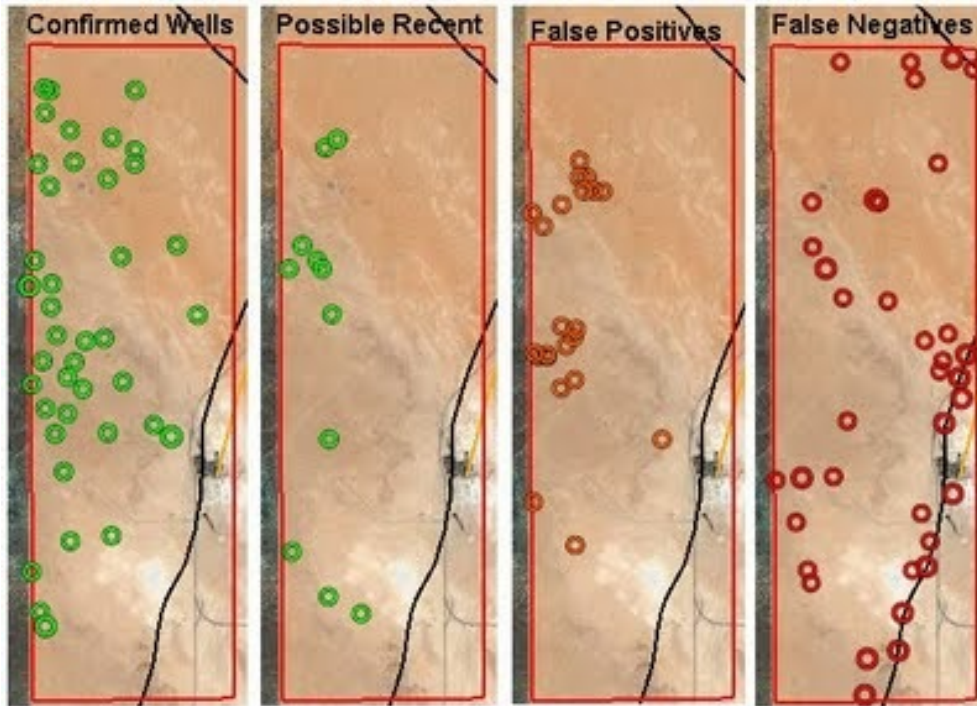 Confirmed Wells
Possible Recent
False Positives
False Negatives